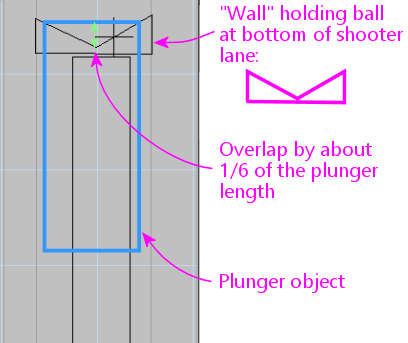 "Wall" holding ball
at bottom of shooter
lane:
Overlap by about
1/6 of the plunger
length
Plunger object